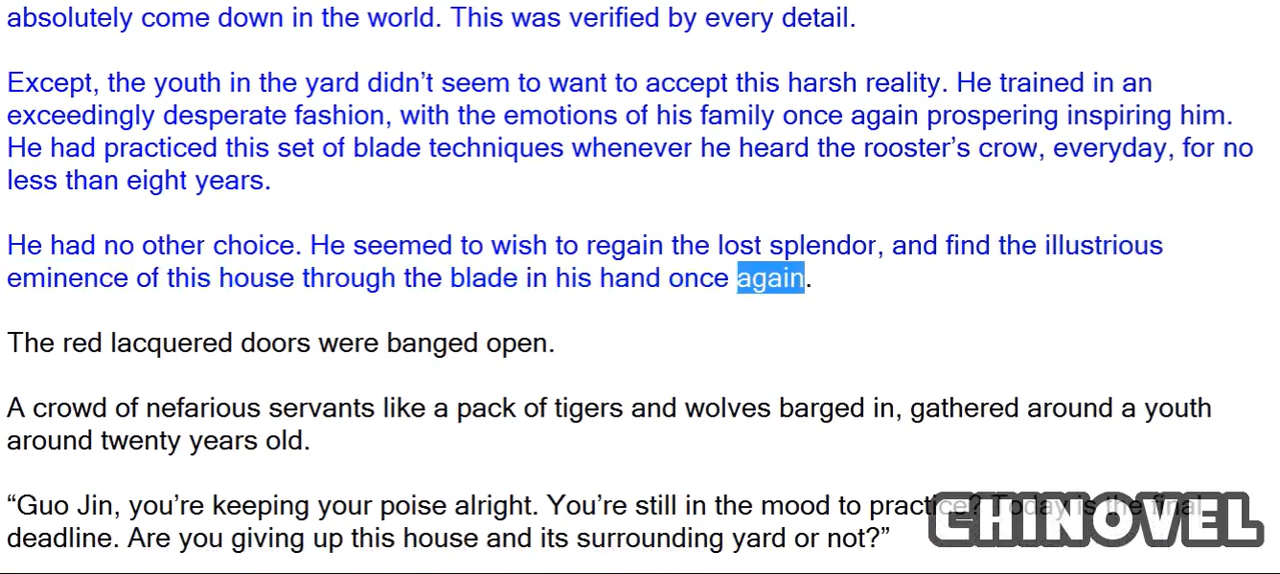 absolutely come down in the world. This was verified by every detail.
Except, the youth in the yard didn’t seem to want to accept this harsh reality. He trained in an
exceedingly desperate fashion, with the emotions of his family once again prospering inspiring him.
He had practiced this set of blade techniques whenever he heard the rooster’s crow, everyday, for no
less than eight years.
He had no other choice. He seemed to wish to regain the lost splendor, and find the illustrious
eminence of this house through the blade in his hand once again.
The red lacquered doors were banged open.
A crowd of nefarious servants like a pack of tigers and wolves barged in, gathered around a youth
around twenty years old.
“Guo Jin, you’re keeping your poise alright. You’re still in the mood to practice? Today is the final
deadline. Are you giving up this house and its surrounding yard or not?”
CHINOVEL